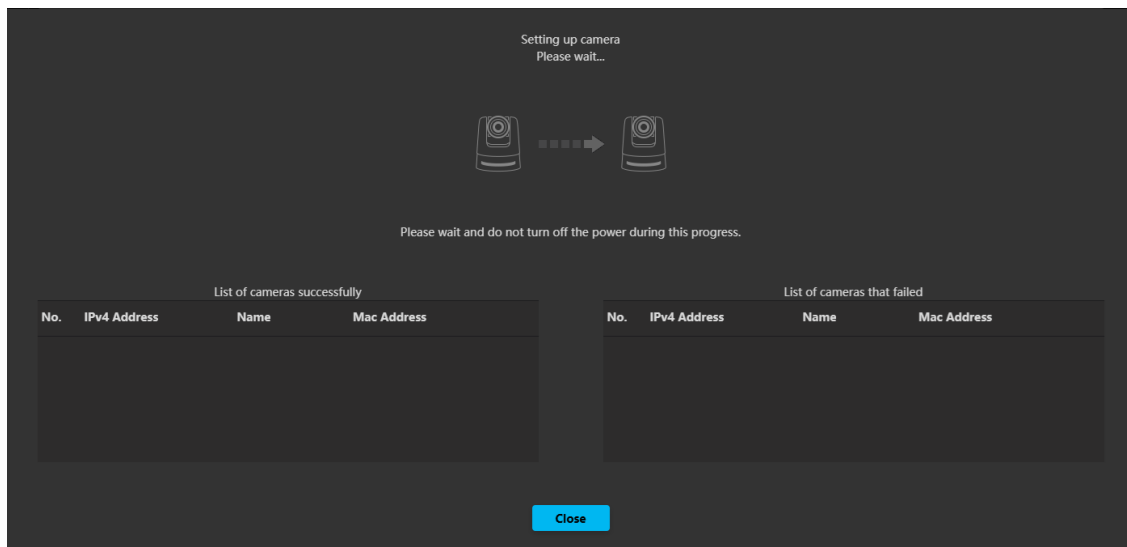 Setting up camera
Please wait...
Please wait and do not turn off the power during this progress.
List of cameras successfully
No. IPv4 Address Name Mac Address
List of cameras that failed
No. IPv4 Address Name Mac Address
Close